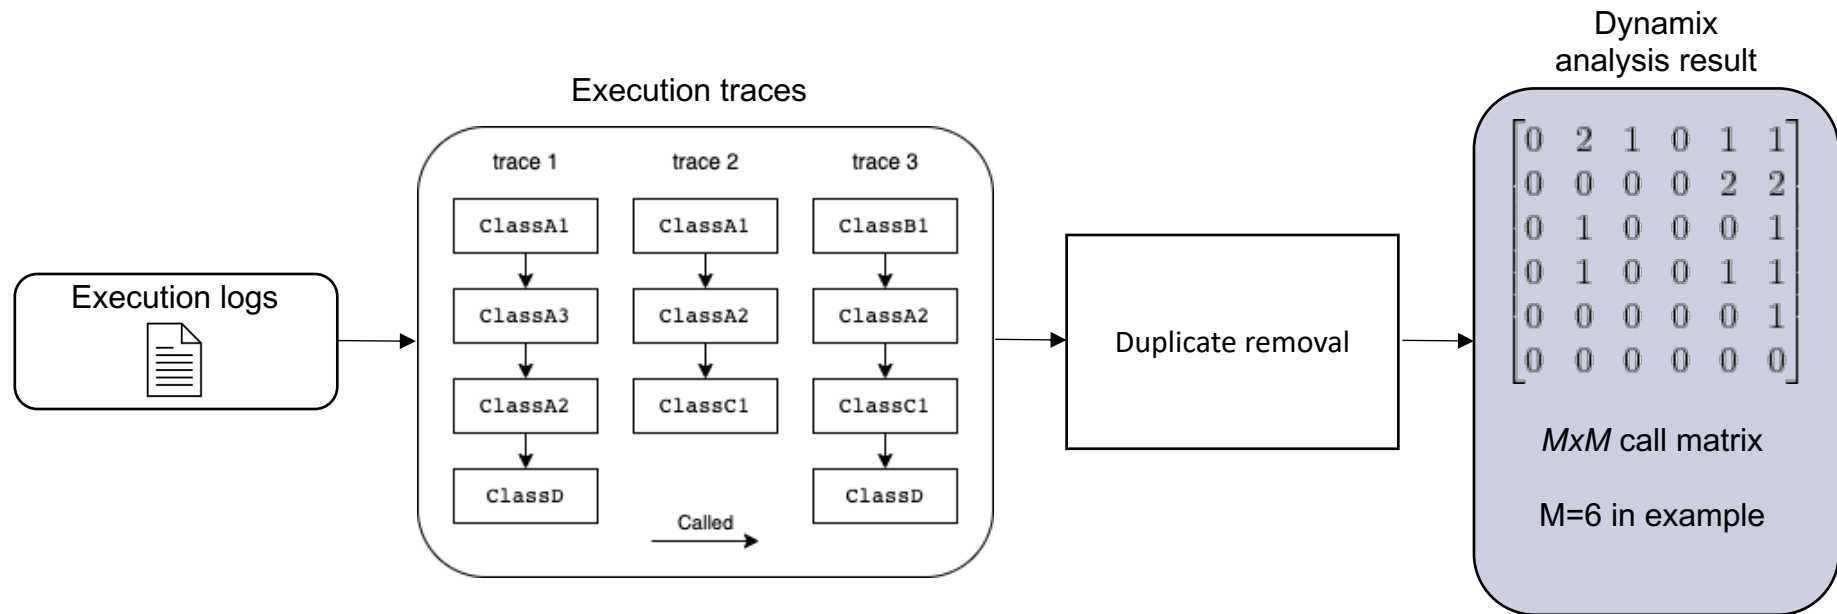 Execution logs
Execution traces
trace 1
ClassA1
ClassA3
ClassA2
ClassD
trace 2
ClassA1
ClassA2
ClassC1
trace 3
ClassB1
ClassA2
ClassC1
ClassD
Called
Duplicate removal
Dynamix
analysis result
0 2 1 0 1 1
0 0 0 0 2 2
0 1 0 0 0 1
0 1 0 0 1 1
0 0 0 0 0 1
0 0 0 0 0 0
MxM call matrix
M=6 in example